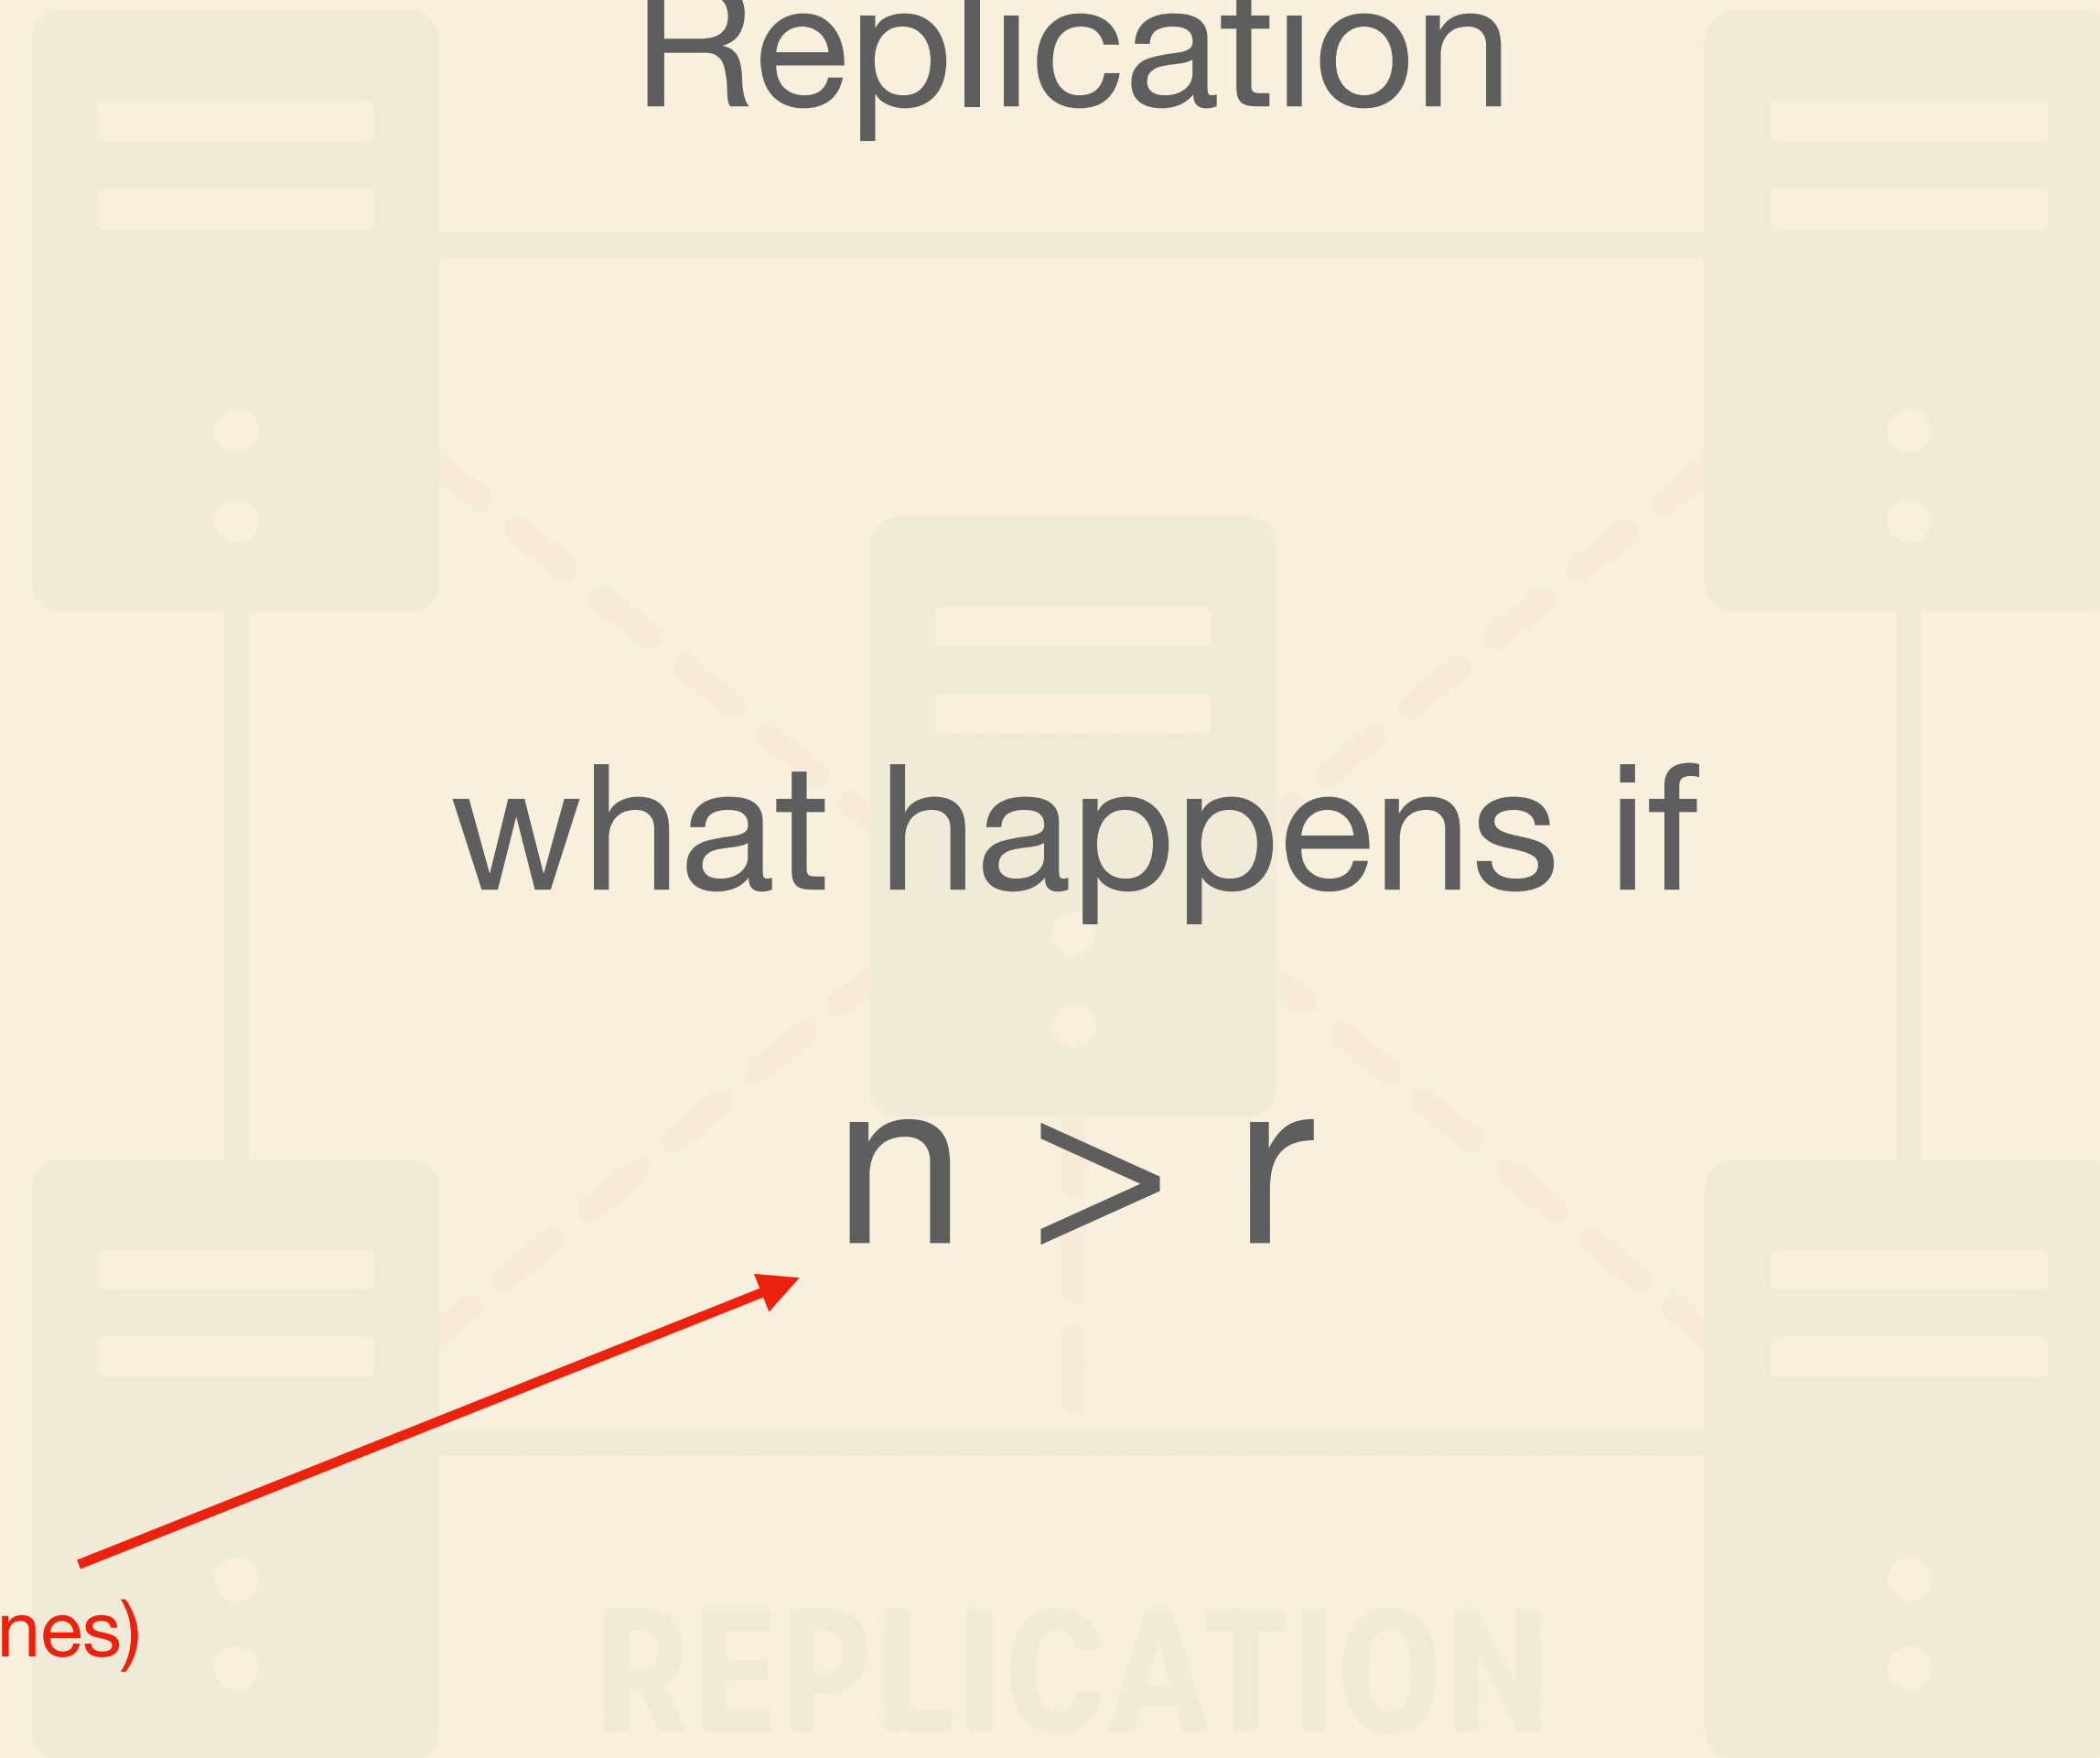 Replication
what happens if
n > r
nes)
REPLICATION